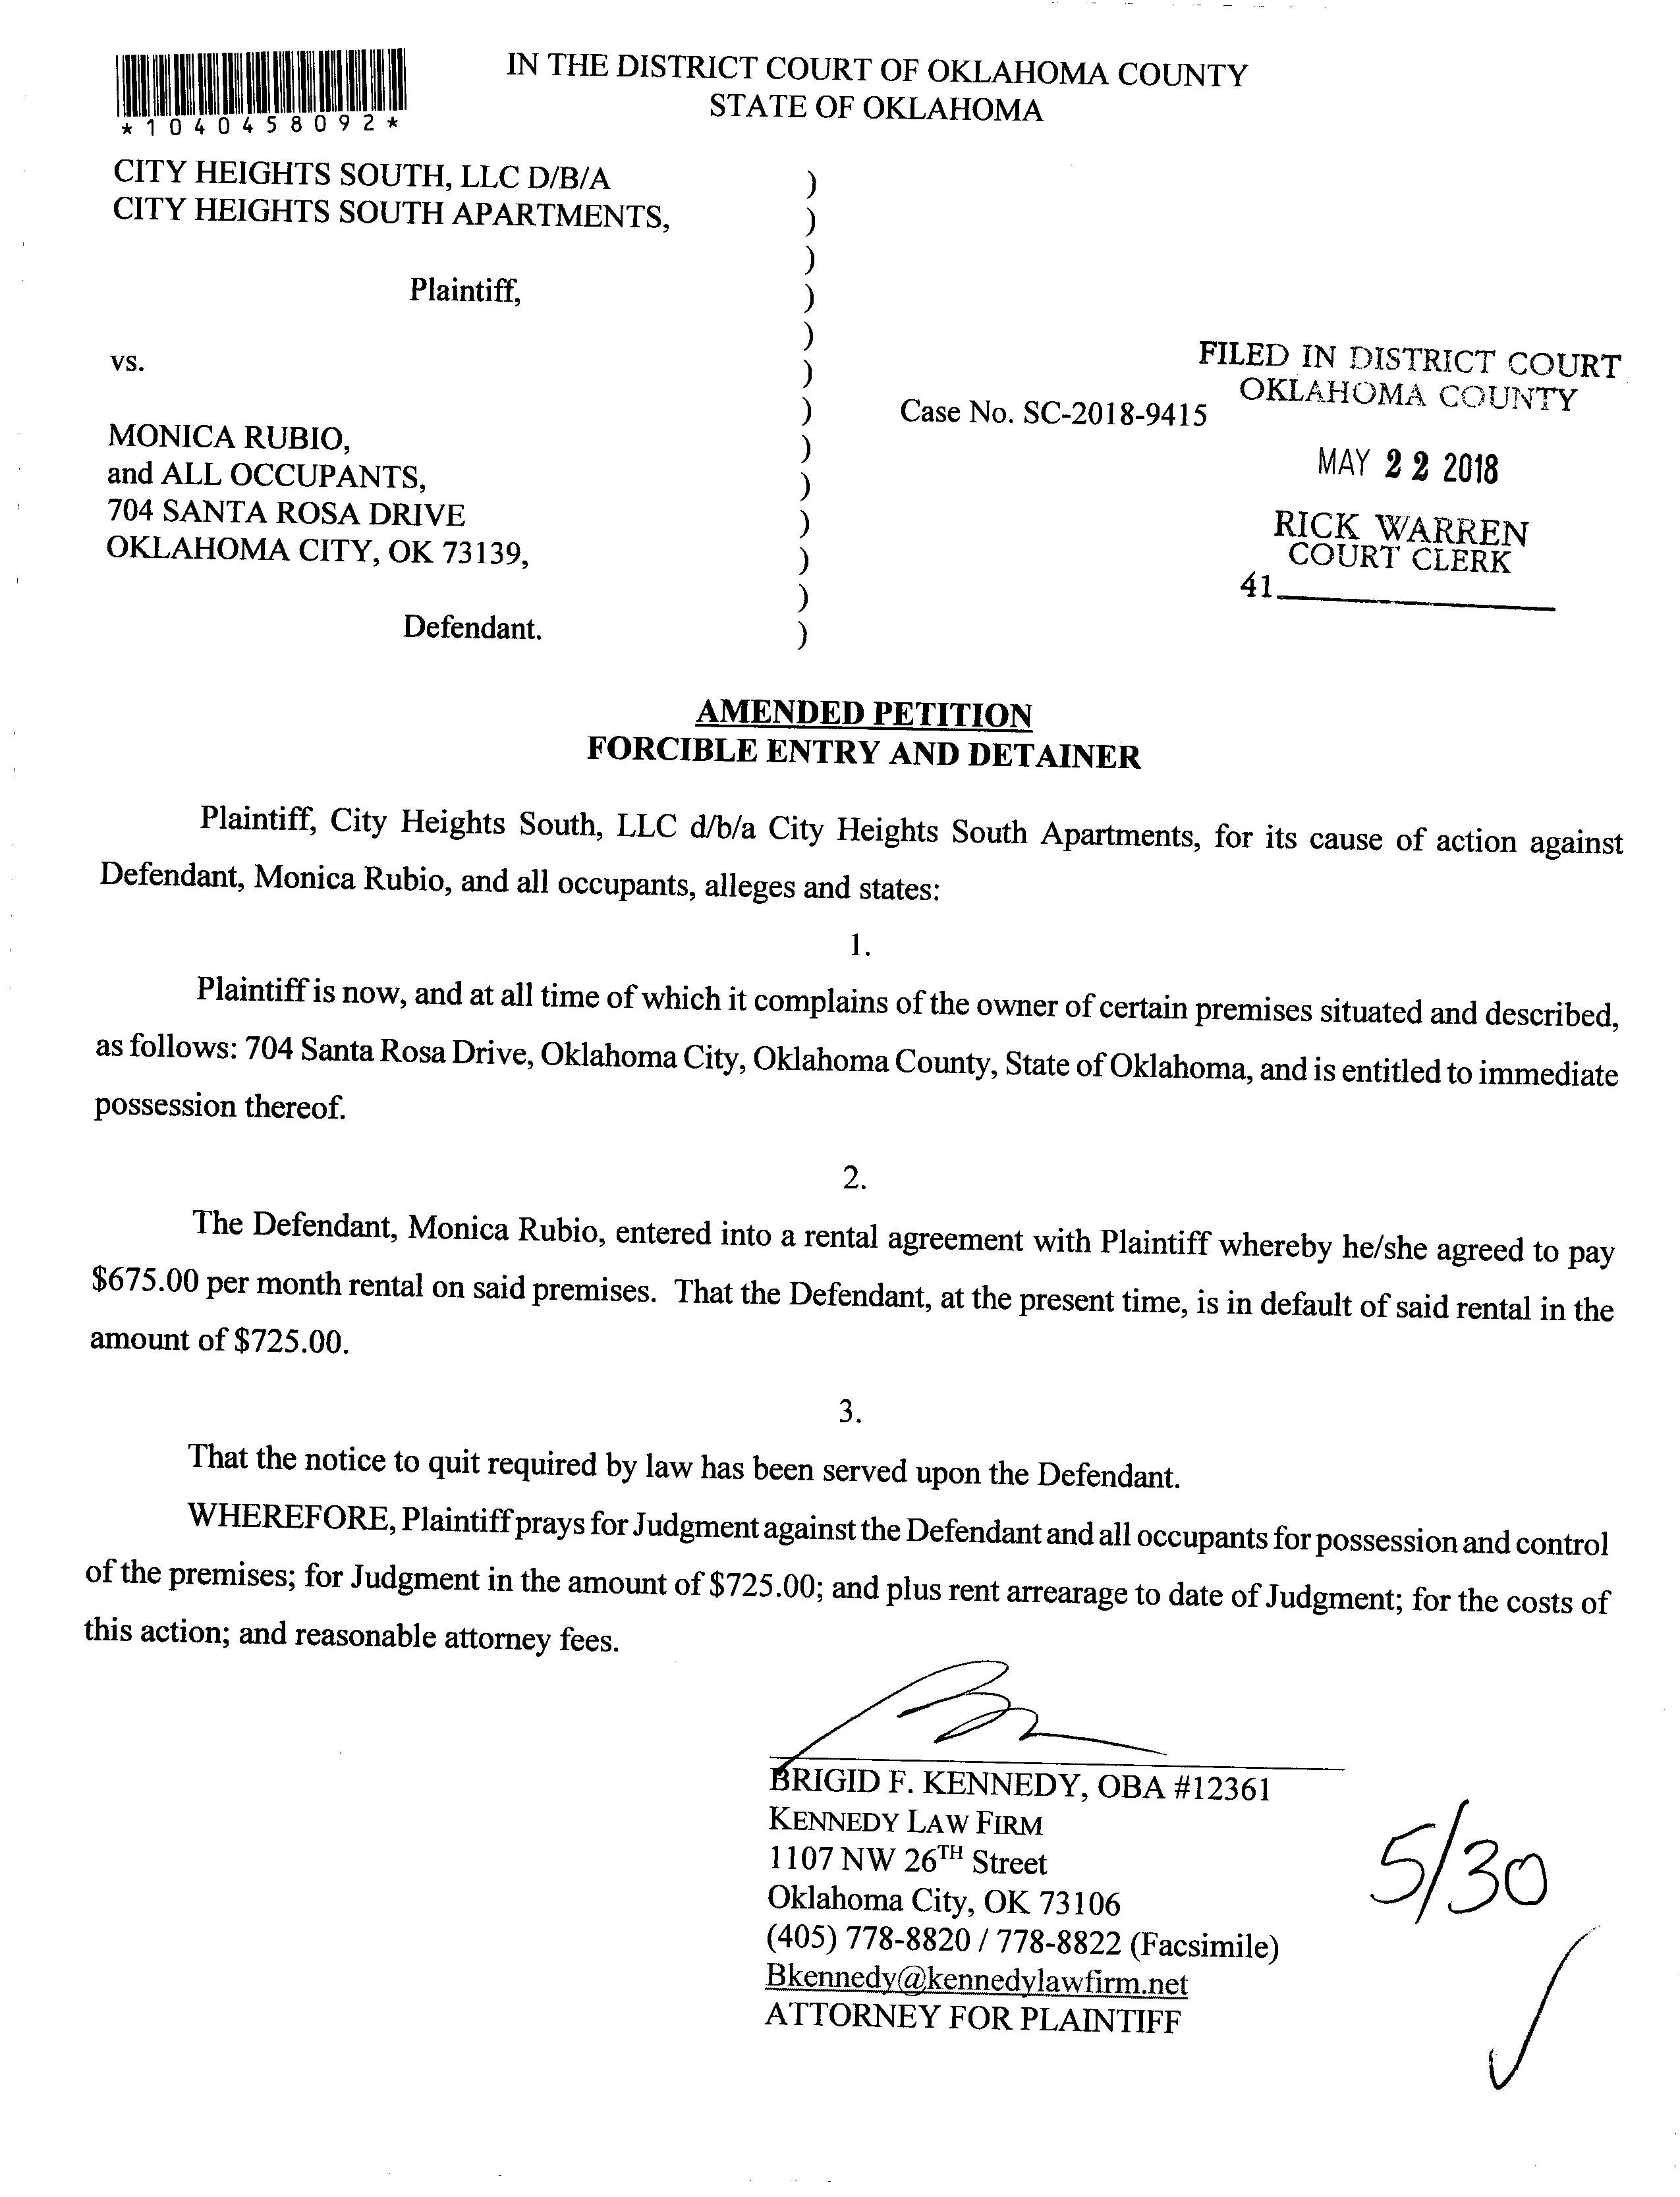 IN THE DISTRICT COURT OF OKLAHOMA COUNTY
STATE OF OKLAHOMA
*1040458092*
CITY HEIGHTS SOUTH, LLC D/B/A )
CITY HEIGHTS SOUTH APARTMENTS, )
)
Plaintiff, )
)
vs. )
)
MONICA RUBIO, )
and ALL OCCUPANTS, )
704 SANTA ROSA DRIVE )
OKLAHOMA CITY, OK 73139, )
)
Defendant. )
Case No. SC-2018-9415
FILED IN DISTRICT COURT
OKLAHOMA COUNTY
MAY 22 2018
RICK WARREN
COURT CLERK
41
AMENDED PETITION
FORCIBLE ENTRY AND DETAINER
Plaintiff, City Heights South, LLC d/b/a City Heights South Apartments, for its cause of action against
Defendant, Monica Rubio, and all occupants, alleges and states:
1.
Plaintiff is now, and at all time of which it complains of the owner of certain premises situated and described,
as follows: 704 Santa Rosa Drive, Oklahoma City, Oklahoma County, State of Oklahoma, and is entitled to immediate
possession thereof.
2.
The Defendant, Monica Rubio, entered into a rental agreement with Plaintiff whereby he/she agreed to pay
$675.00 per month rental on said premises. That the Defendant, at the present time, is in default of said rental in the
amount of $725.00.
3.
That the notice to quit required by law has been served upon the Defendant.
WHEREFORE, Plaintiff prays for Judgment against the Defendant and all occupants for possession and control
of the premises; for Judgment in the amount of $725.00; and plus rent arrearage to date of Judgment; for the costs of
this action; and reasonable attorney fees.
BRIGID F. KENNEDY, OBA #12361
KENNEDY LAW FIRM
1107 NW 26TH Street
Oklahoma City, OK 73106
(405) 778-8820 / 778-8822 (Facsimile)
Bkennedy@kennedylawfirm.net
ATTORNEY FOR PLAINTIFF
5/30